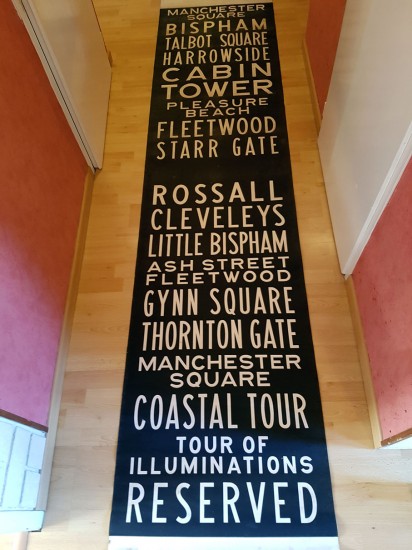 MANCHESTER
SQUARE
BISPHAM
TALBOT SQUARE
HARROWSIDE
CABIN
TOWER
PLEASURE
BEACH
FLEETWOOD
STARR GATE
ROSSALL
CLEVELEYS
LITTLE BISPHAM
ASH STREET
FLEETWOOD
GYNN SQUARE
THORNTON GATE
MANCHESTER
SQUARE
COASTAL TOUR
TOUR OF
ILLUMINATIONS
RESERVED